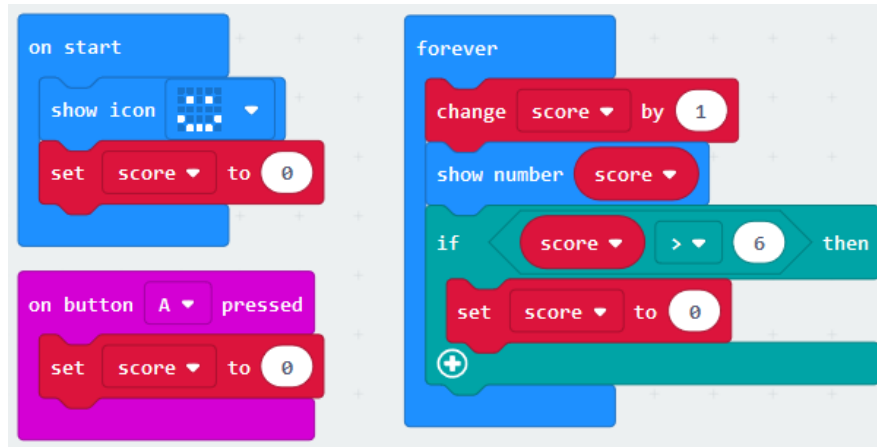 on start
show icon
set score to 0
on button A pressed
set score to 0
forever
change score by 1
show number score
if score > 6 then
set score to 0